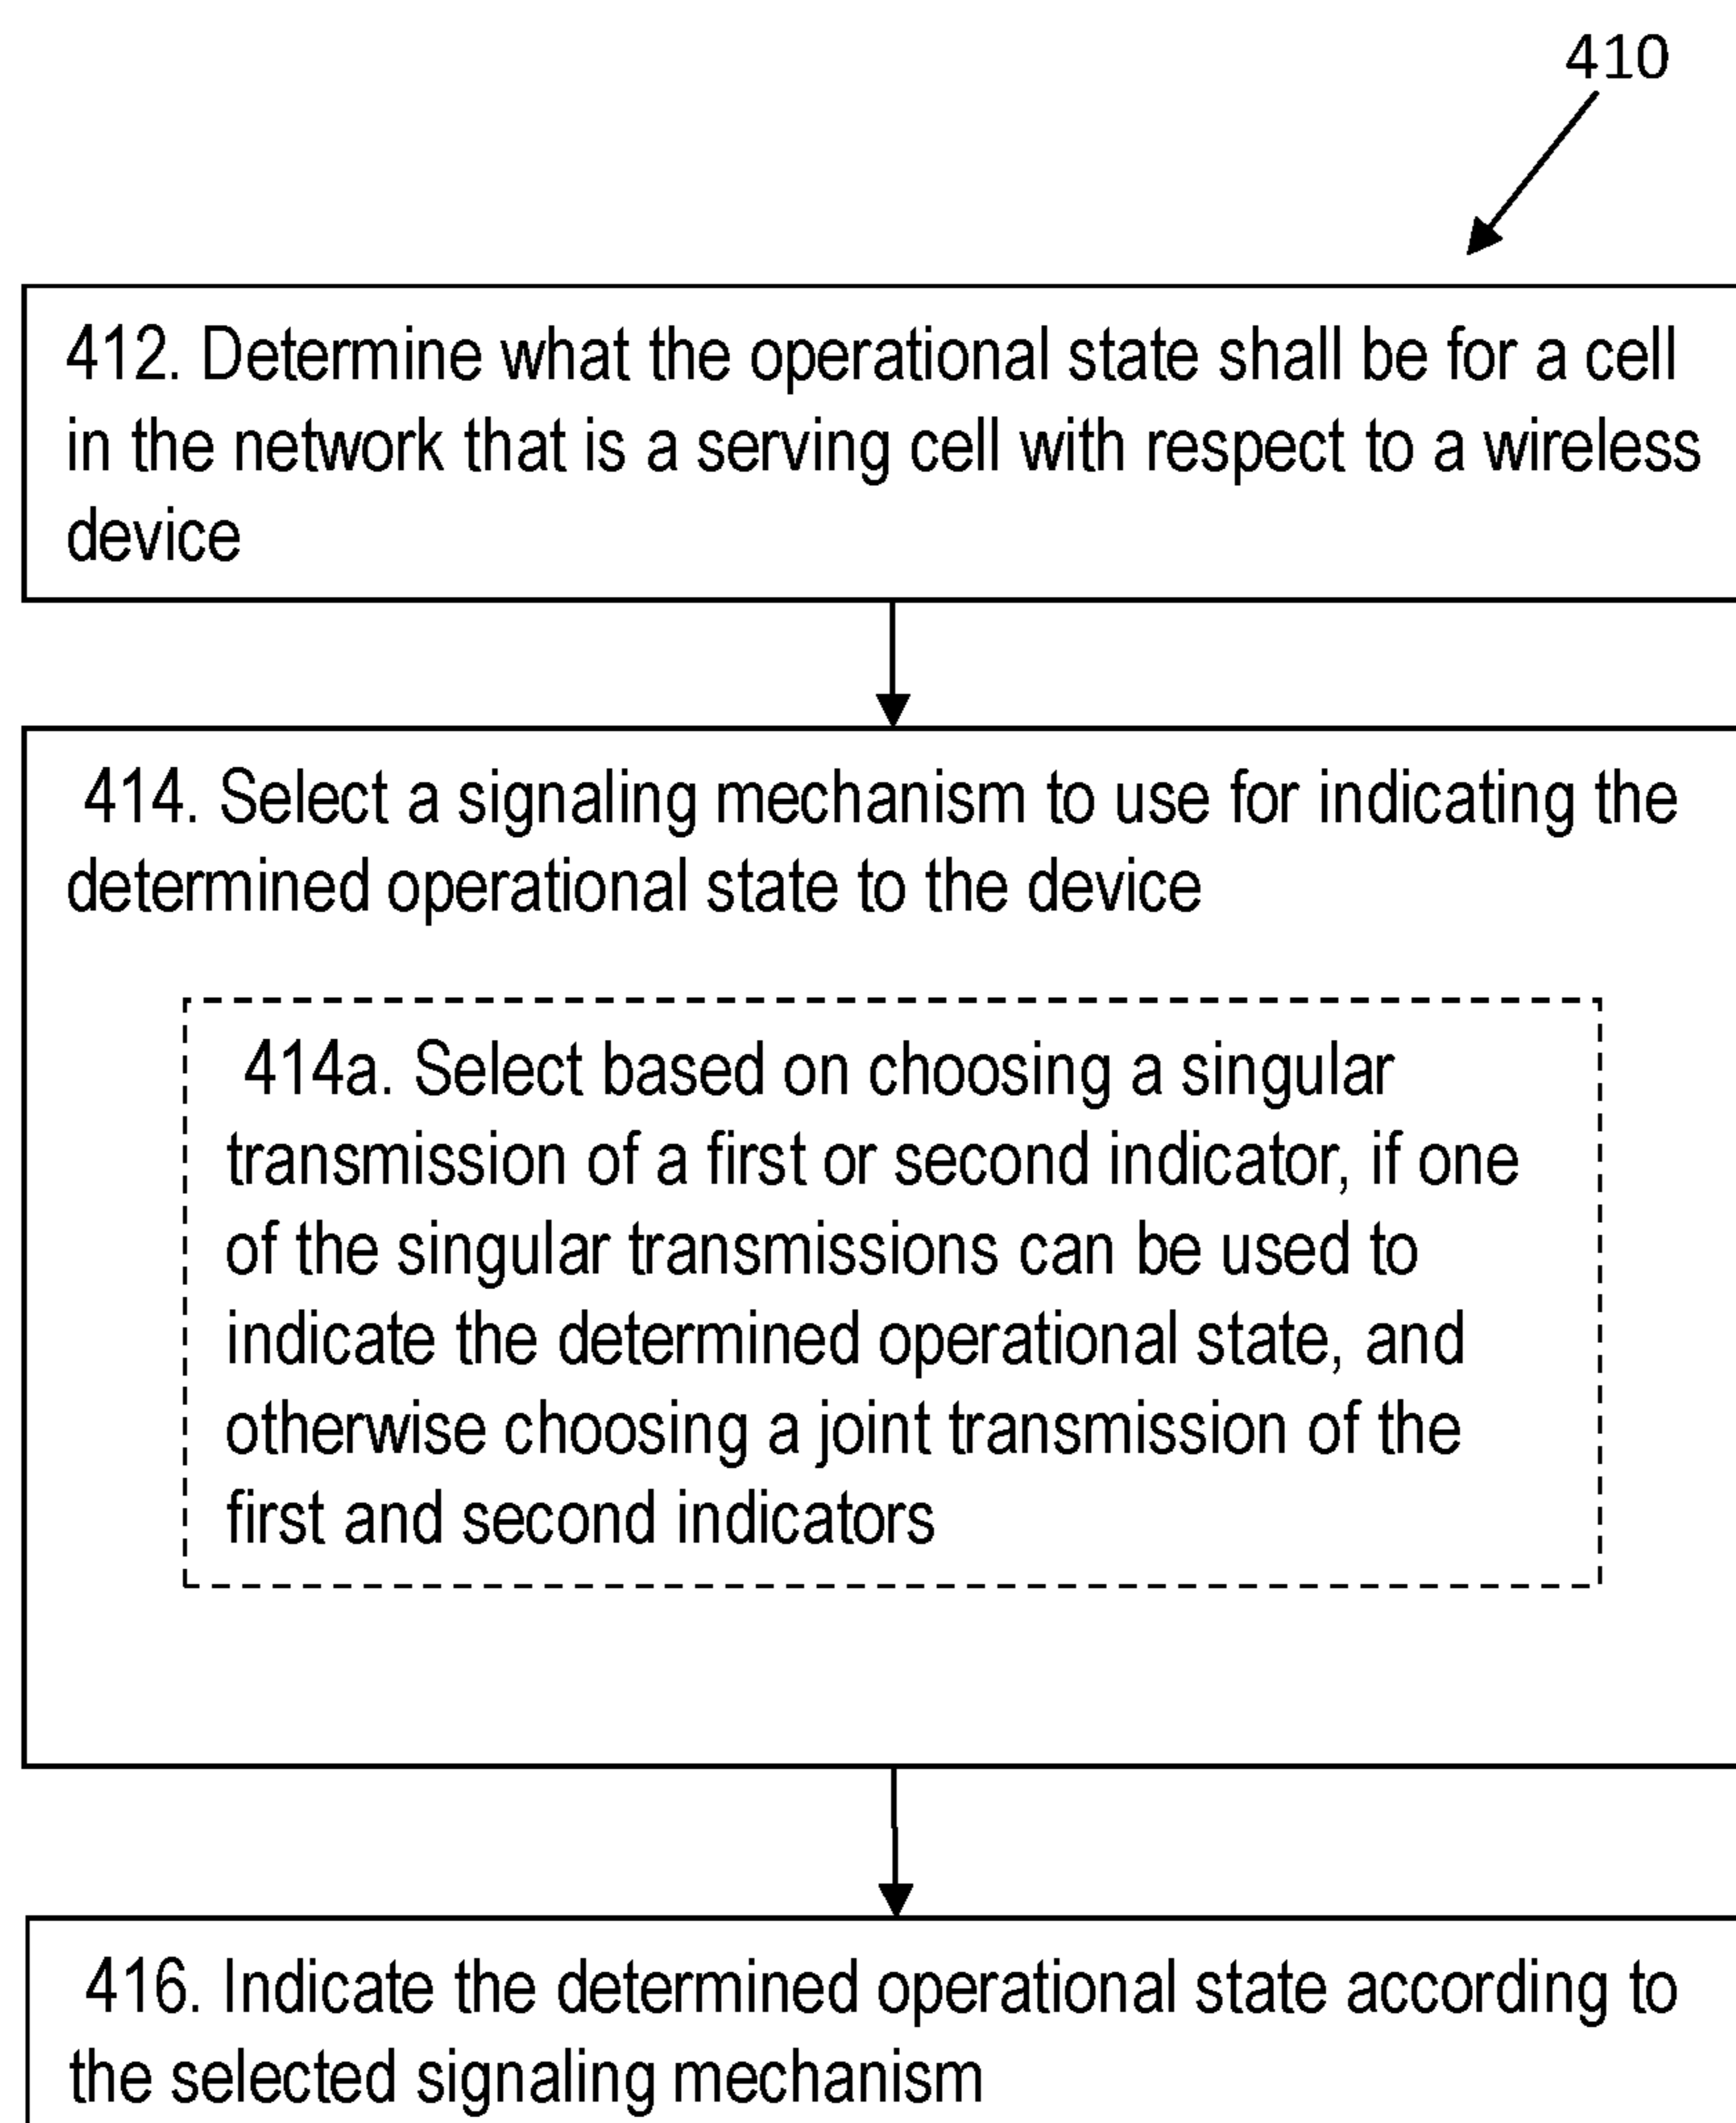 410
412. Determine what the operational state shall be for a cell
in the network that is a serving cell with respect to a wireless
device
414. Select a signaling mechanism to use for indicating the
determined operational state to the device
414a. Select based on choosing a singular
transmission of a first or second indicator, if one
of the singular transmissions can be used to
indicate the determined operational state, and
otherwise choosing a joint transmission of the
first and second indicators
416. Indicate the determined operational state according to
the selected signaling mechanism